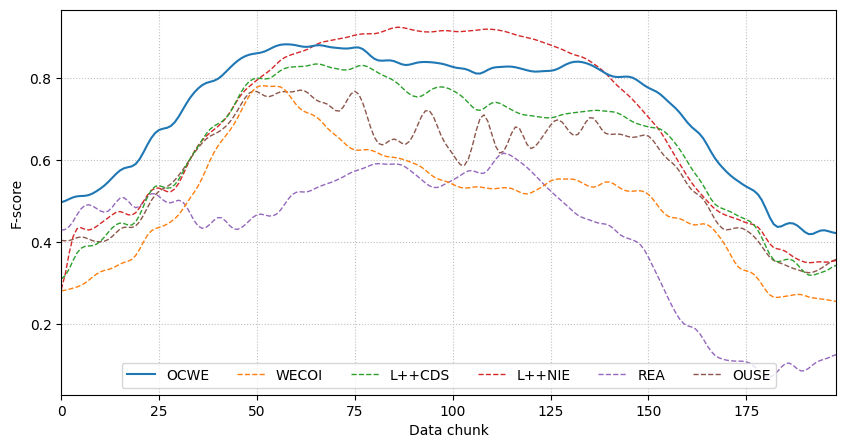 F-score
0.8
0.6
0.4
0.2
0 25 50 75 100 125 150 175
Data chunk
OCWE WECOI L++CDS L++NIE REA OUSE